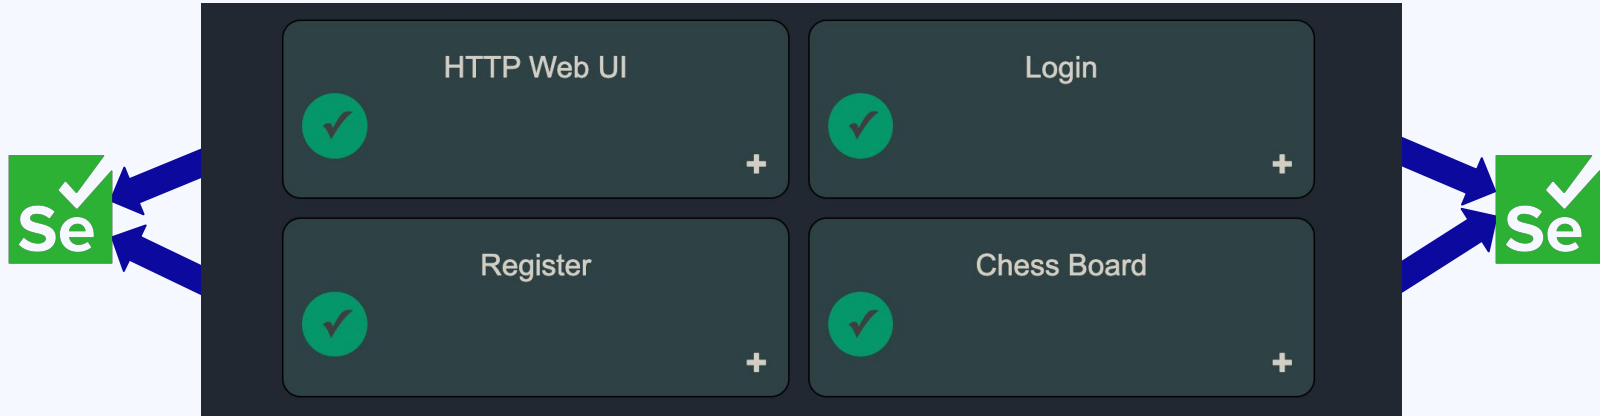 HTTP Web UI
Login
Se
Se
Register
Chess Board